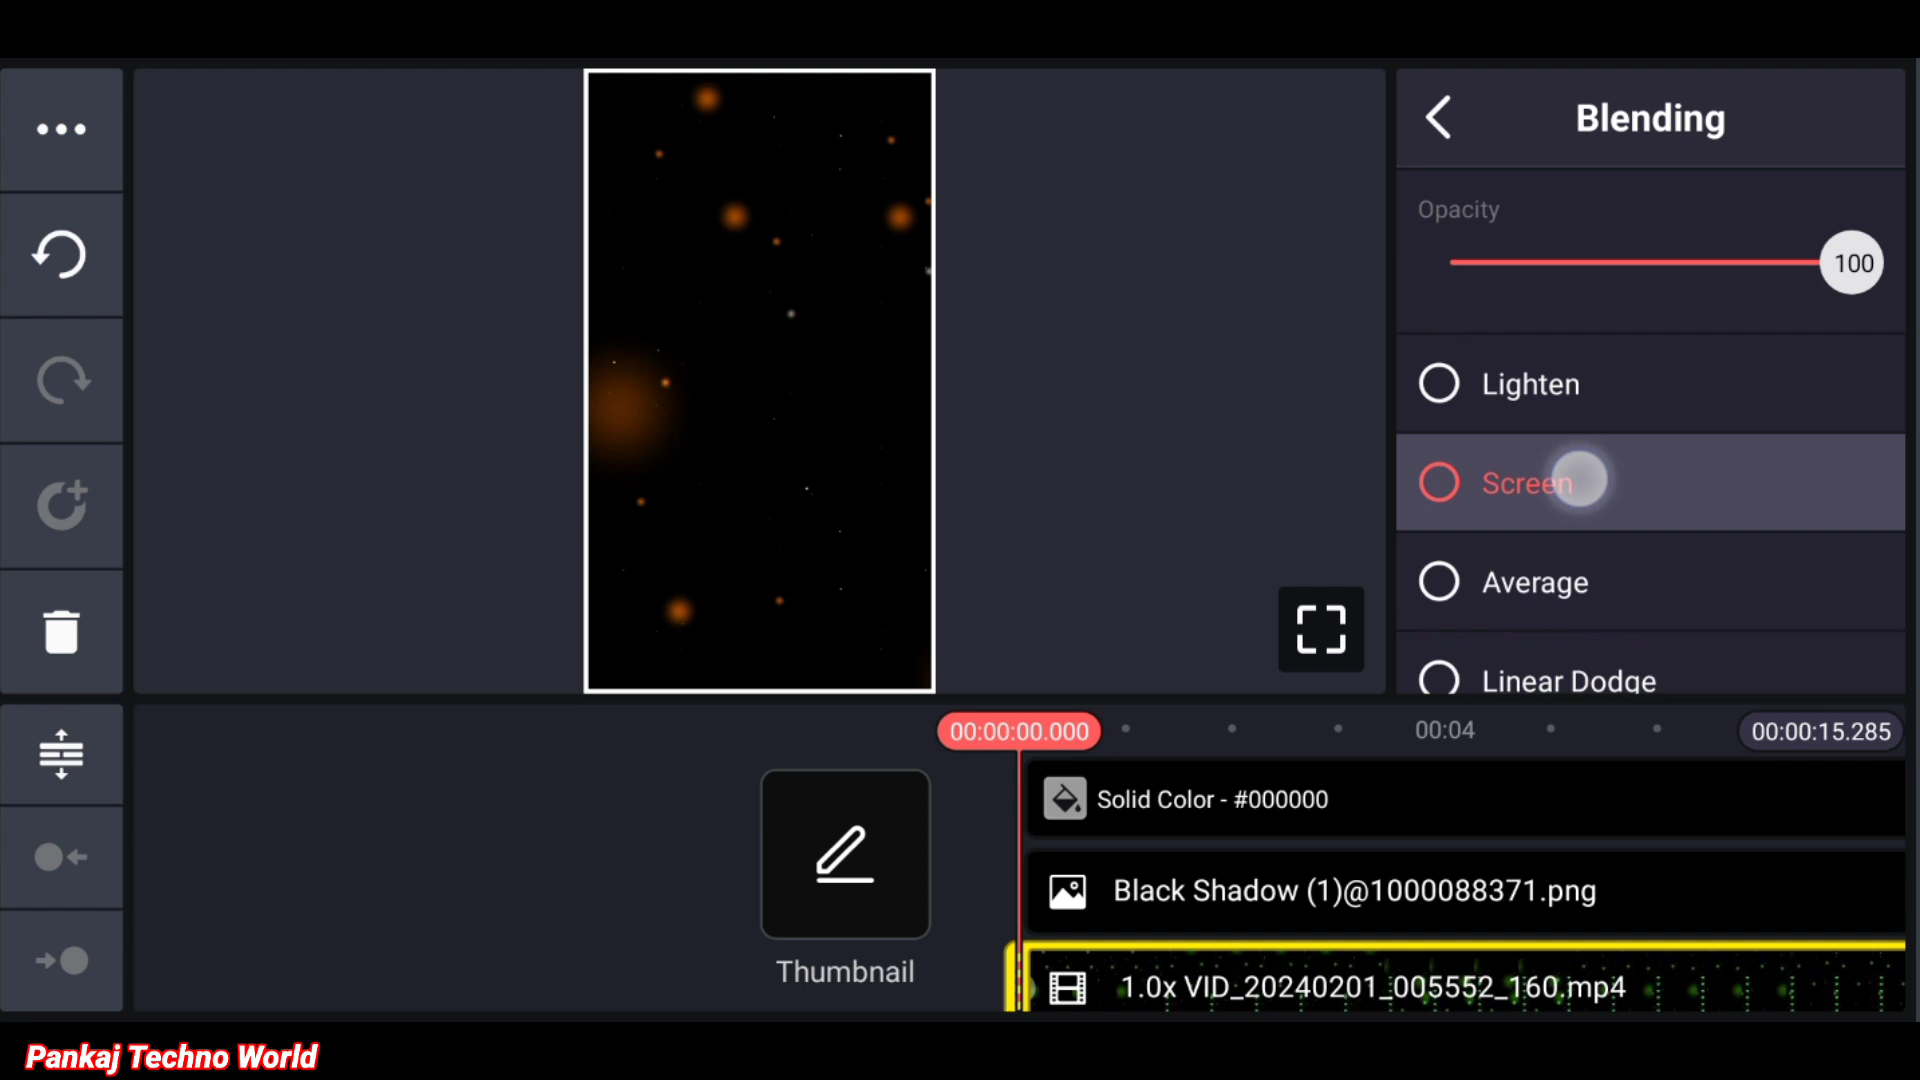 Blending
Opacity
100
Lighten
Screen
Average
Linear Dodge
00:00:00.000
00:04
00:00:15.285
Solid Color - #000000
Black Shadow (1)@1000088371.png
Thumbnail
1.0x VID_20240201_005552_160.mp4
Pankaj Techno World